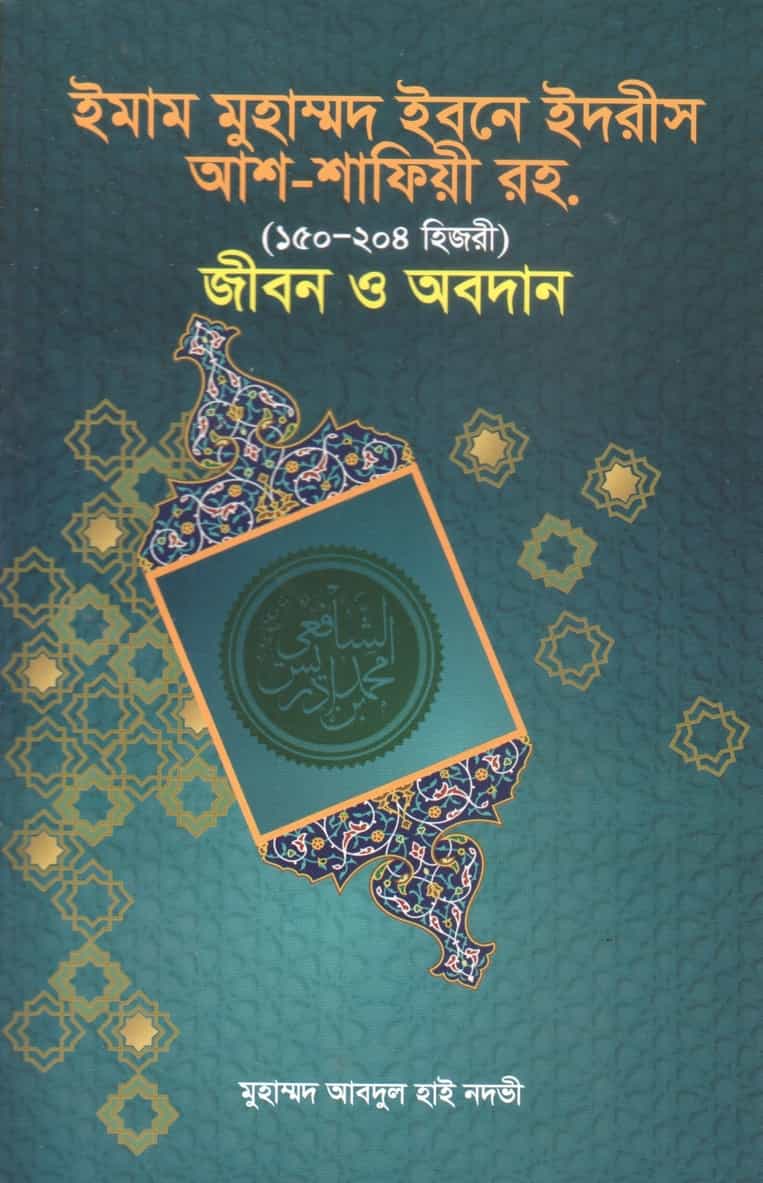 ইমাম মুহাম্মদ ইবনে ইদরীস
আশ-শাফিয়ী রহ.
(১৫০–২০৪ হিজরী)
জীবন ও অবদান
الشافعي
محمد بن إدريس
মুহাম্মদ আবদুল হাই নদভী